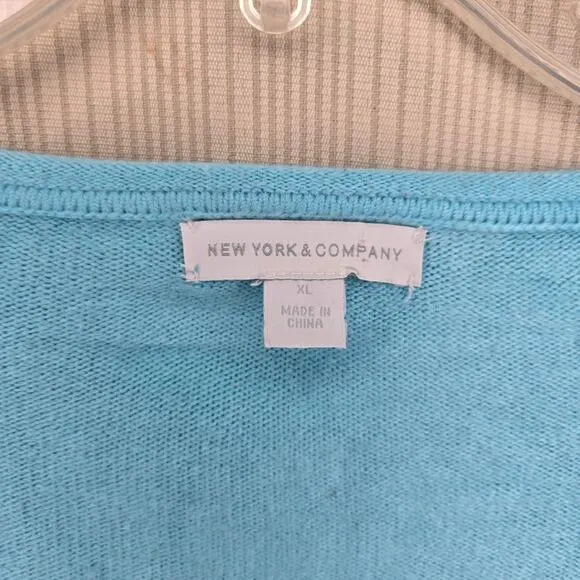 NEW YORK & COMPANY
XL
MADE IN
CHINA